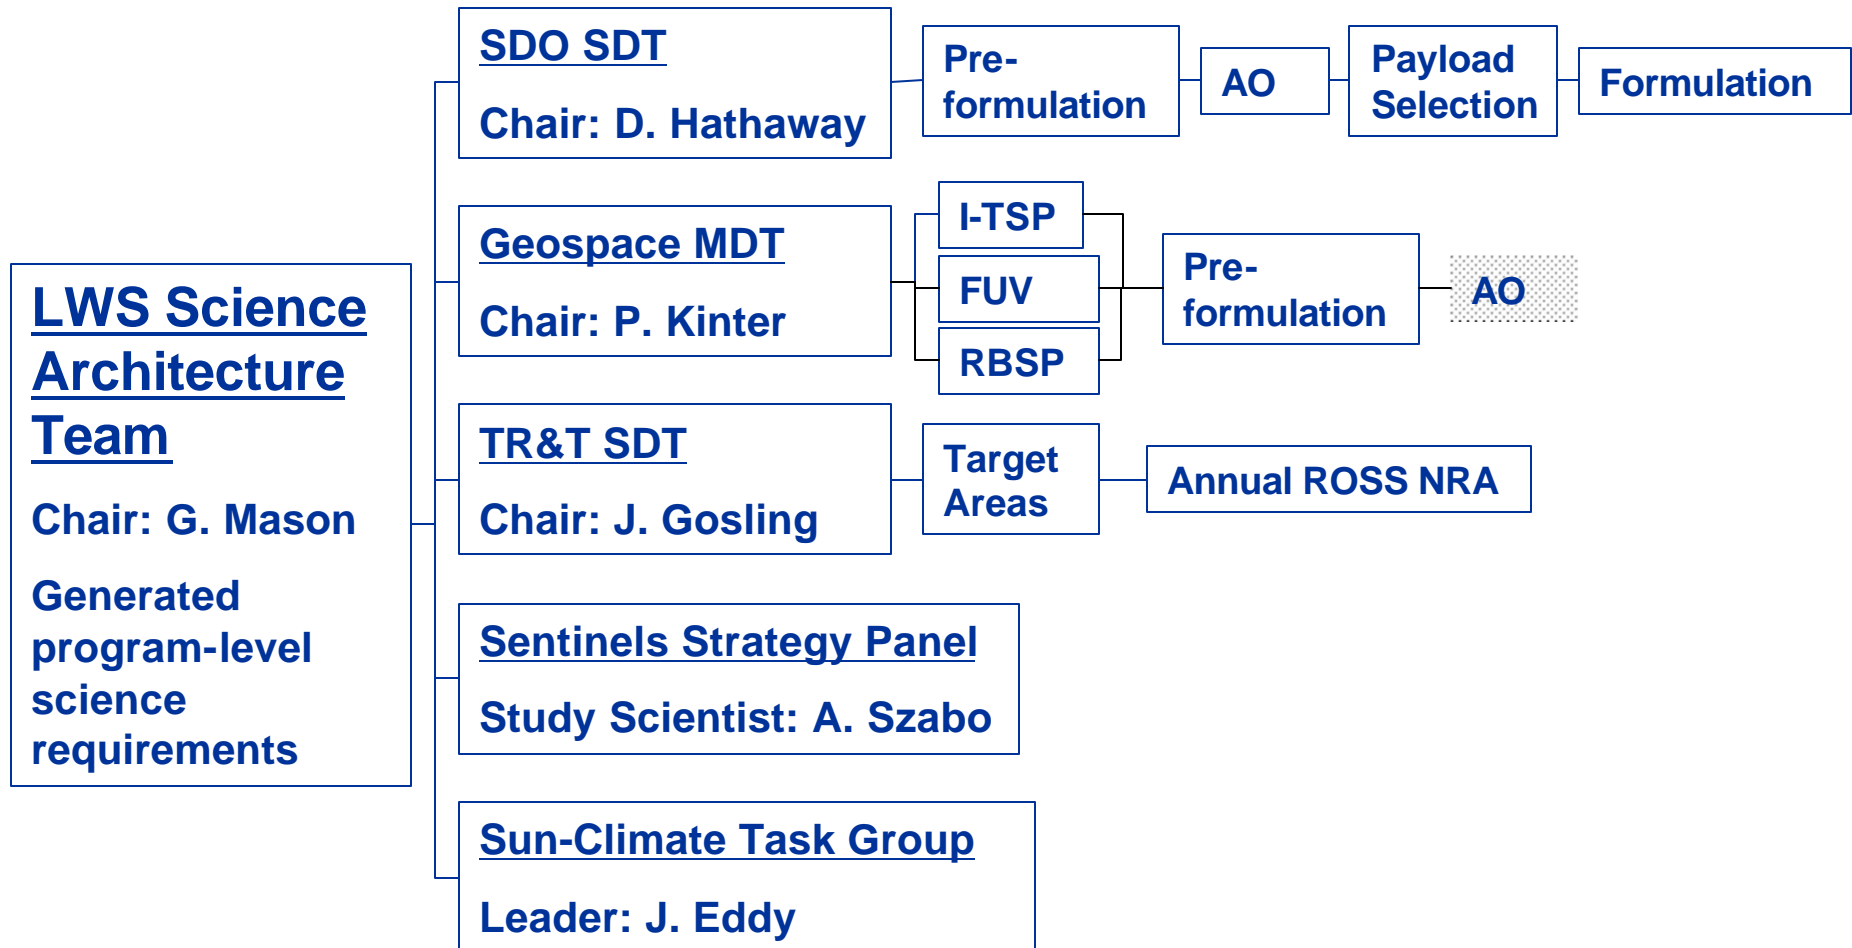 LWS Science
Architecture
Team
Chair: G. Mason
Generated
program-level
science
requirements
SDO SDT
Chair: D. Hathaway
Pre-
formulation
AO
Payload
Selection
Formulation
Geospace MDT
Chair: P. Kinter
I-TSP
FUV
RBSP
Pre-
formulation
AO
TR&T SDT
Chair: J. Gosling
Target
Areas
Annual ROSS NRA
Sentinels Strategy Panel
Study Scientist: A. Szabo
Sun-Climate Task Group
Leader: J. Eddy